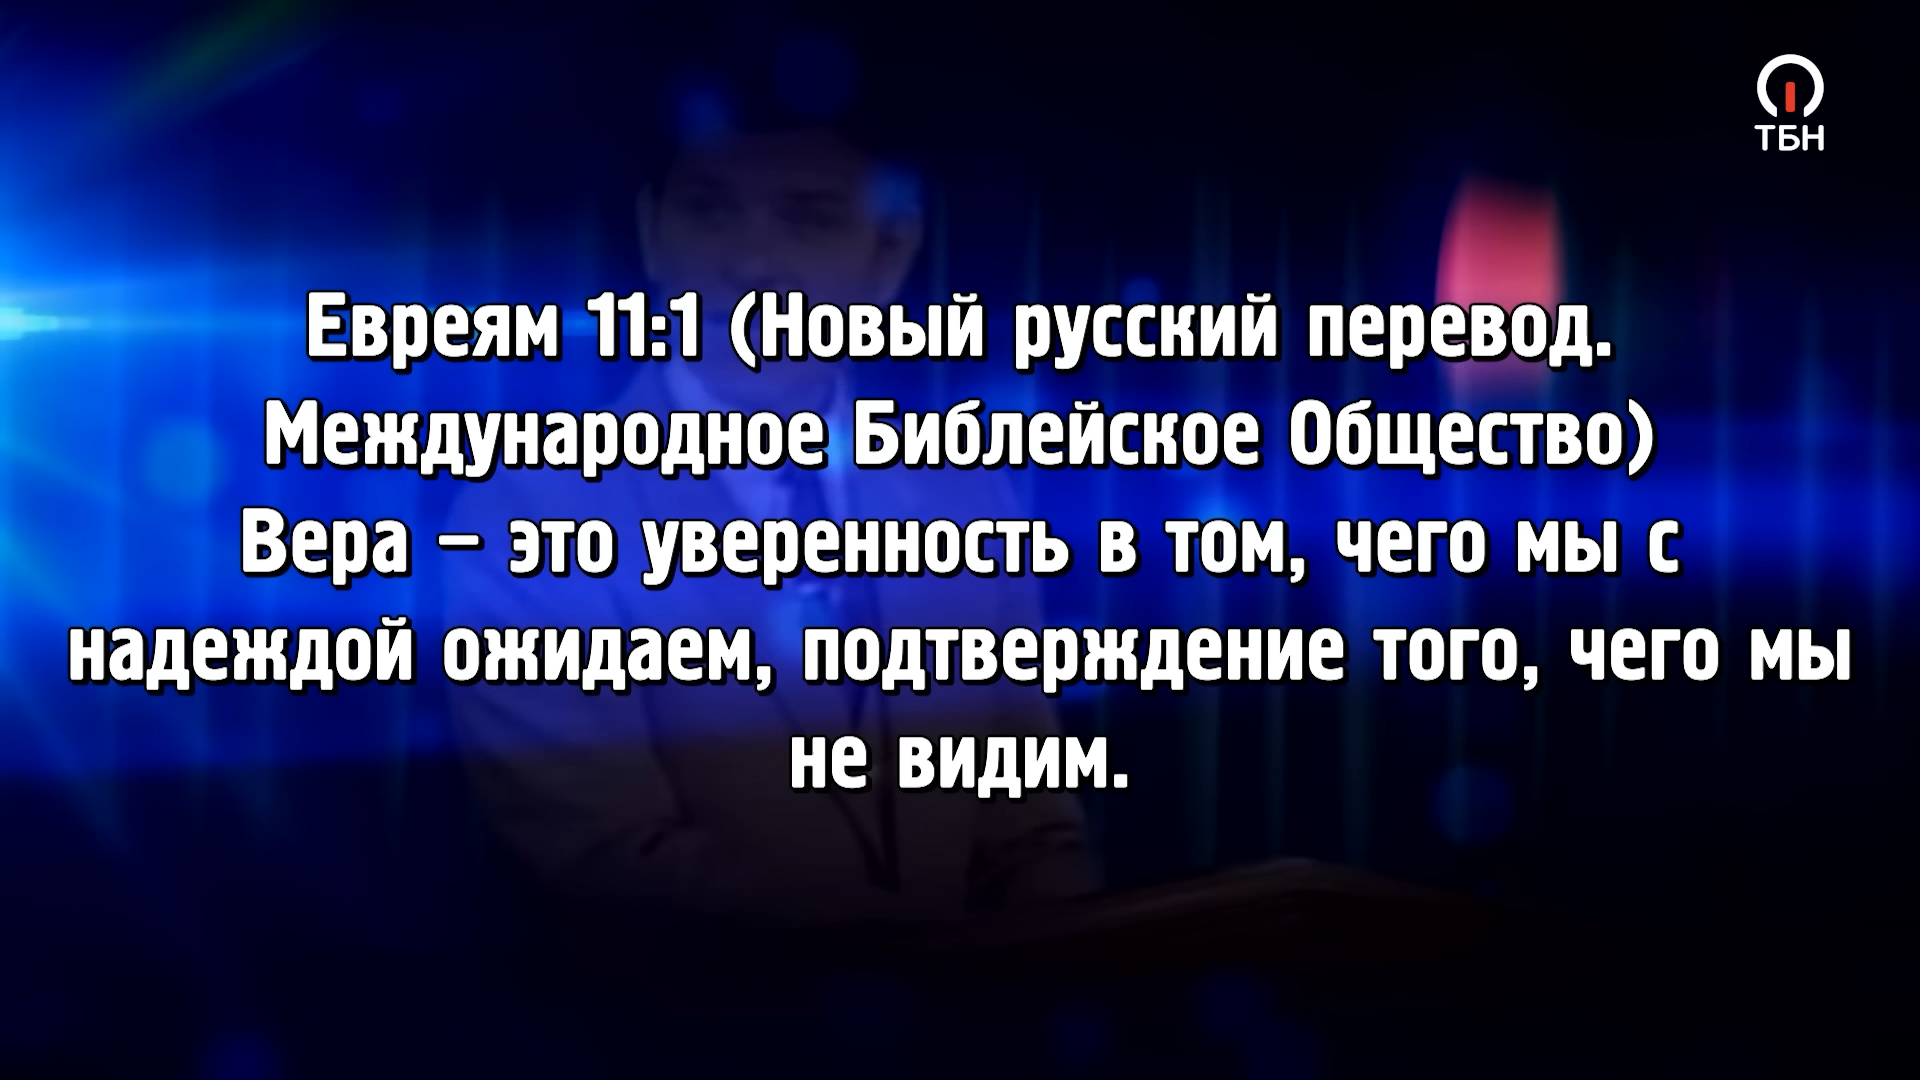 ТБН
Евреям 11:1 (Новый русский перевод.
Международное Библейское Общество)
Вера – это уверенность в том, чего мы с
надеждой ожидаем, подтверждение того, чего мы
не видим.